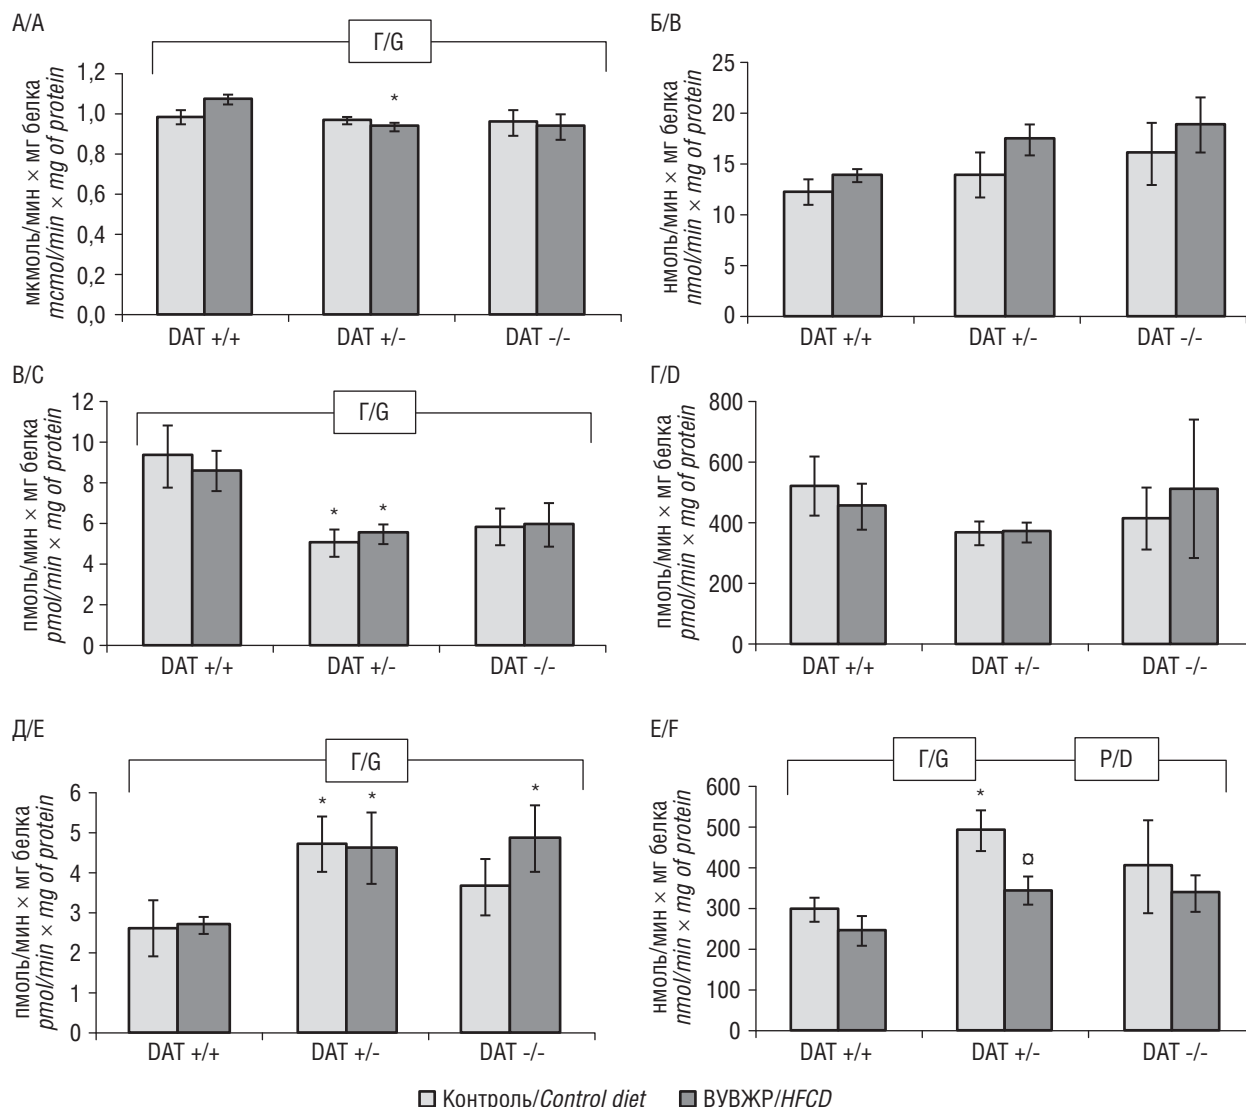 А/A
Г/G
мкмоль/мин × мг белка
mcmol/min × mg of protein
1,2
1,0
0,8
0,6
0,4
0,2
0,0
*
DAT +/+
DAT +/-
DAT -/-
Б/B
нмоль/мин × мг белка
nmol/min × mg of protein
25
20
15
10
5
0
DAT +/+
DAT +/-
DAT -/-
В/C
Г/G
пмоль/мин × мг белка
pmol/min × mg of protein
12
10
8
6
4
2
0
*
*
DAT +/+
DAT +/-
DAT -/-
Г/D
пмоль/мин × мг белка
pmol/min × mg of protein
800
600
400
200
0
DAT +/+
DAT +/-
DAT -/-
Д/E
Г/G
пмоль/мин × мг белка
pmol/min × mg of protein
6
5
4
3
2
1
0
*
*
*
DAT +/+
DAT +/-
DAT -/-
Е/F
Г/G
Р/D
нмоль/мин × мг белка
nmol/min × mg of protein
600
500
400
300
200
100
0
*
¤
DAT +/+
DAT +/-
DAT -/-
Контроль/Control diet
ВУВЖР/HFCD